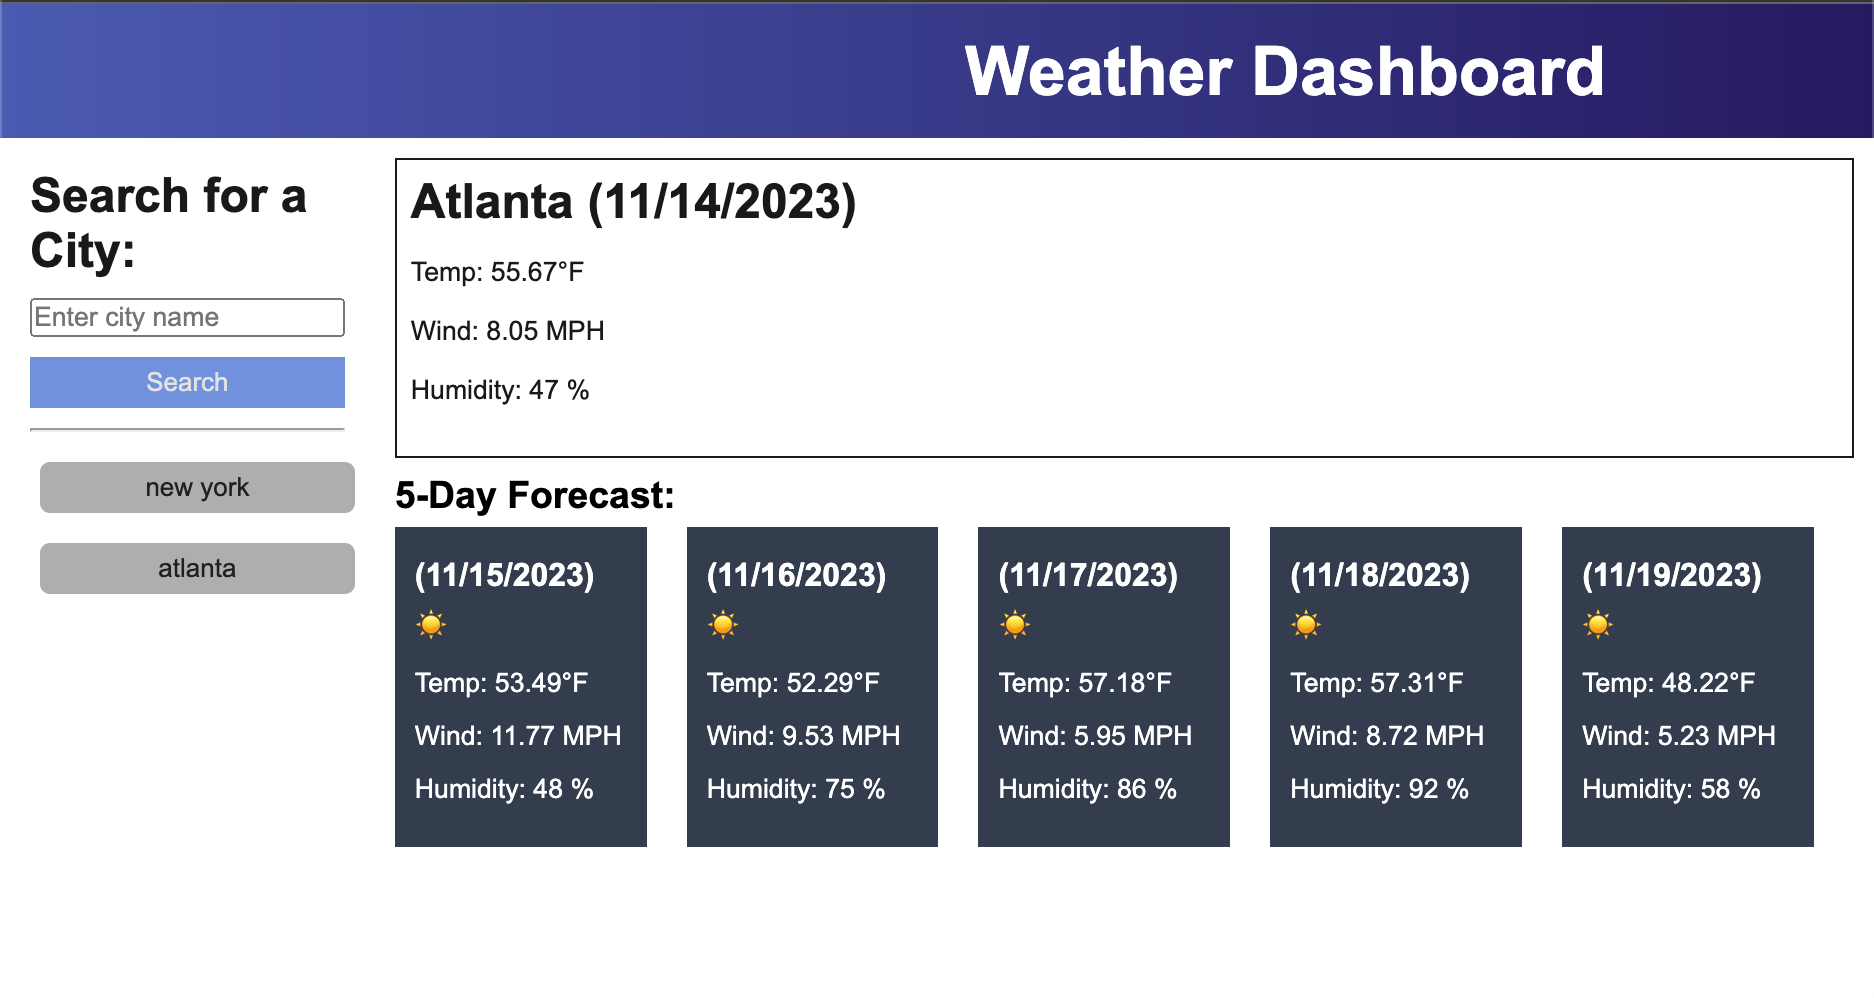 Weather Dashboard
Search for a
City:
Enter city name
Search
new york
atlanta
Atlanta (11/14/2023)
Temp: 55.67°F
Wind: 8.05 MPH
Humidity: 47 %
5-Day Forecast:
(11/15/2023)
Temp: 53.49°F
Wind: 11.77 MPH
Humidity: 48 %
(11/16/2023)
Temp: 52.29°F
Wind: 9.53 MPH
Humidity: 75 %
(11/17/2023)
Temp: 57.18°F
Wind: 5.95 MPH
Humidity: 86 %
(11/18/2023)
Temp: 57.31°F
Wind: 8.72 MPH
Humidity: 92 %
(11/19/2023)
Temp: 48.22°F
Wind: 5.23 MPH
Humidity: 58 %